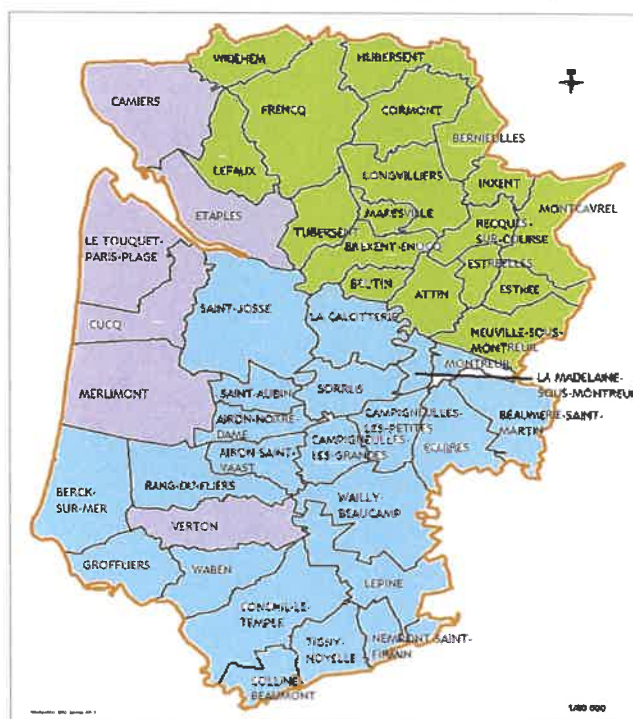 WIDEHEM
HUBERSENT
CAMIERS
FRENCQ
CORMONT
BERNIEULLES
LEFAUX
LONGVILLIERS
INXENT
MONTCAVREL
ETAPLES
MARESVILLE
RECQUES-
SUR-COURSE
TUBERSENT
BREXENT-ENOCQ
LE TOUQUET-
PARIS-PLAGE
ESTREELLES
BEUTIN
ATTIN
ESTREE
SAINT-JOSSE
LA CALOTTERIE
CUCQ
NEUVILLE-SOUS-
MONTREUIL
MONTREUIL
LA MADELAINE-
SOUS-MONTREUIL
MERLIMONT
SAINT-AUBIN
SORRUS
AIRON-NOTRE-
DAME
CAMPIGNEULLES-
LES-PETITES
BEAUMERIE-SAINT-
MARTIN
CAMPIGNEULLES-
LES-GRANDES
ECUIRES
AIRON-SAINT-
VAAST
BERCK-
SUR-MER
RANG-DU-FLIERS
WAILLY-
BEAUCAMP
VERTON
GROFFLIERS
WABEN
LEPINE
CONCHIL-LE-
TEMPLE
TIGNY-
NOYELLE
NEMPONT-SAINT-
FIRMIN
COLLINE-
BEAUMONT
1/80 000